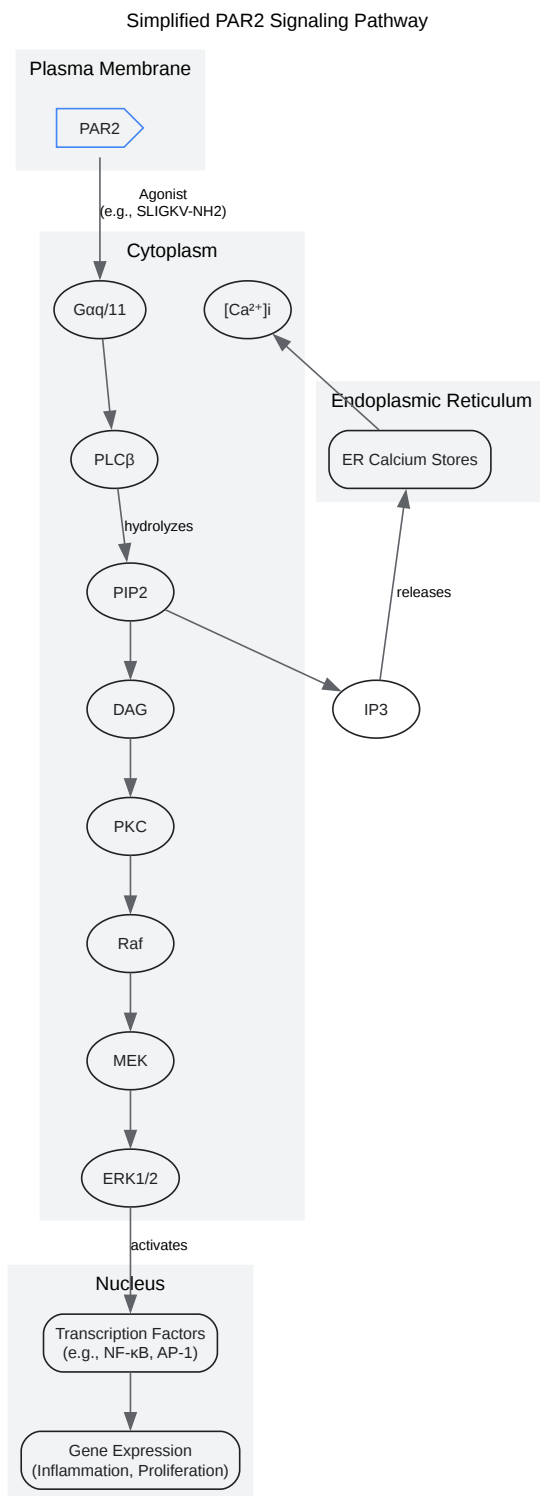 Simplified PAR2 Signaling Pathway
Plasma Membrane
PAR2
Agonist
(e.g., SLIGKV-NH2)
Cytoplasm
Gαq/11
[Ca²⁺]i
Endoplasmic Reticulum
PLCβ
ER Calcium Stores
hydrolyzes
PIP2
releases
DAG
IP3
PKC
Raf
MEK
ERK1/2
activates
Nucleus
Transcription Factors
(e.g., NF-κB, AP-1)
Gene Expression
(Inflammation, Proliferation)